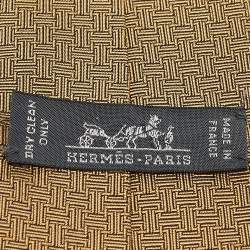 DRY CLEAN
ONLY
HERMES-PARIS
MADE IN
FRANCE